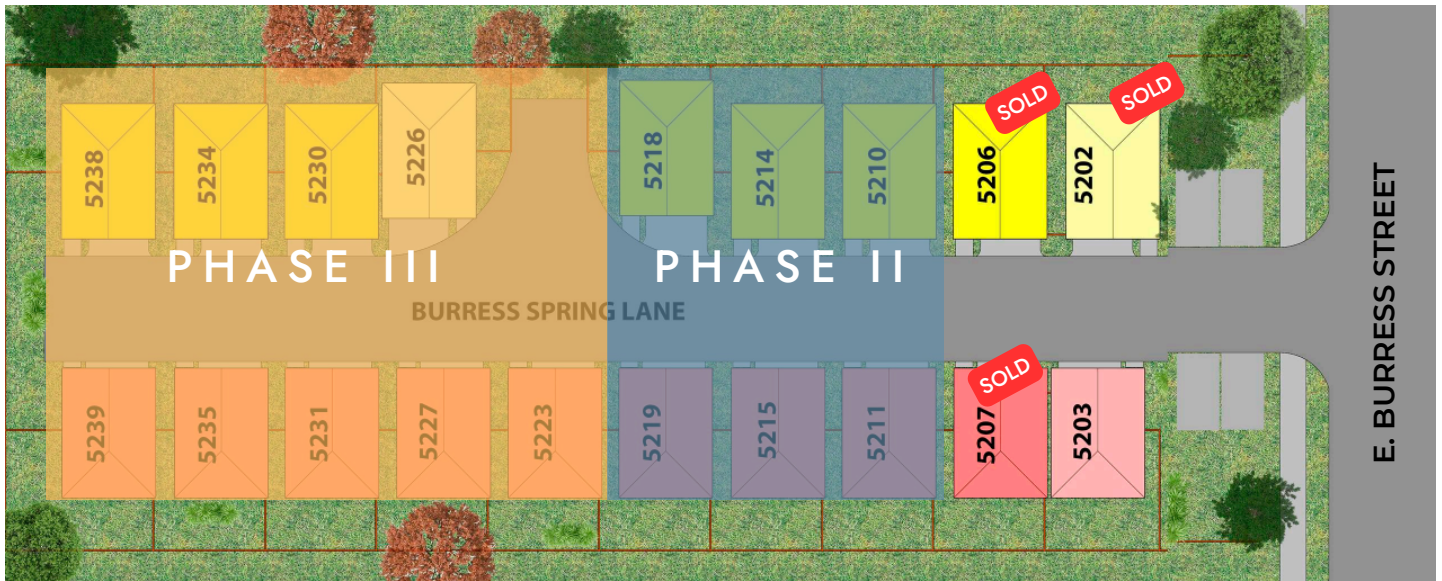 SOLD
SOLD
5238
5234
5230
5226
5218
5214
5210
5206
5202
PHASE III
PHASE II
BURRESS SPRING LANE
E. BURRESS STREET
SOLD
5239
5235
5231
5227
5223
5219
5215
5211
5207
5203